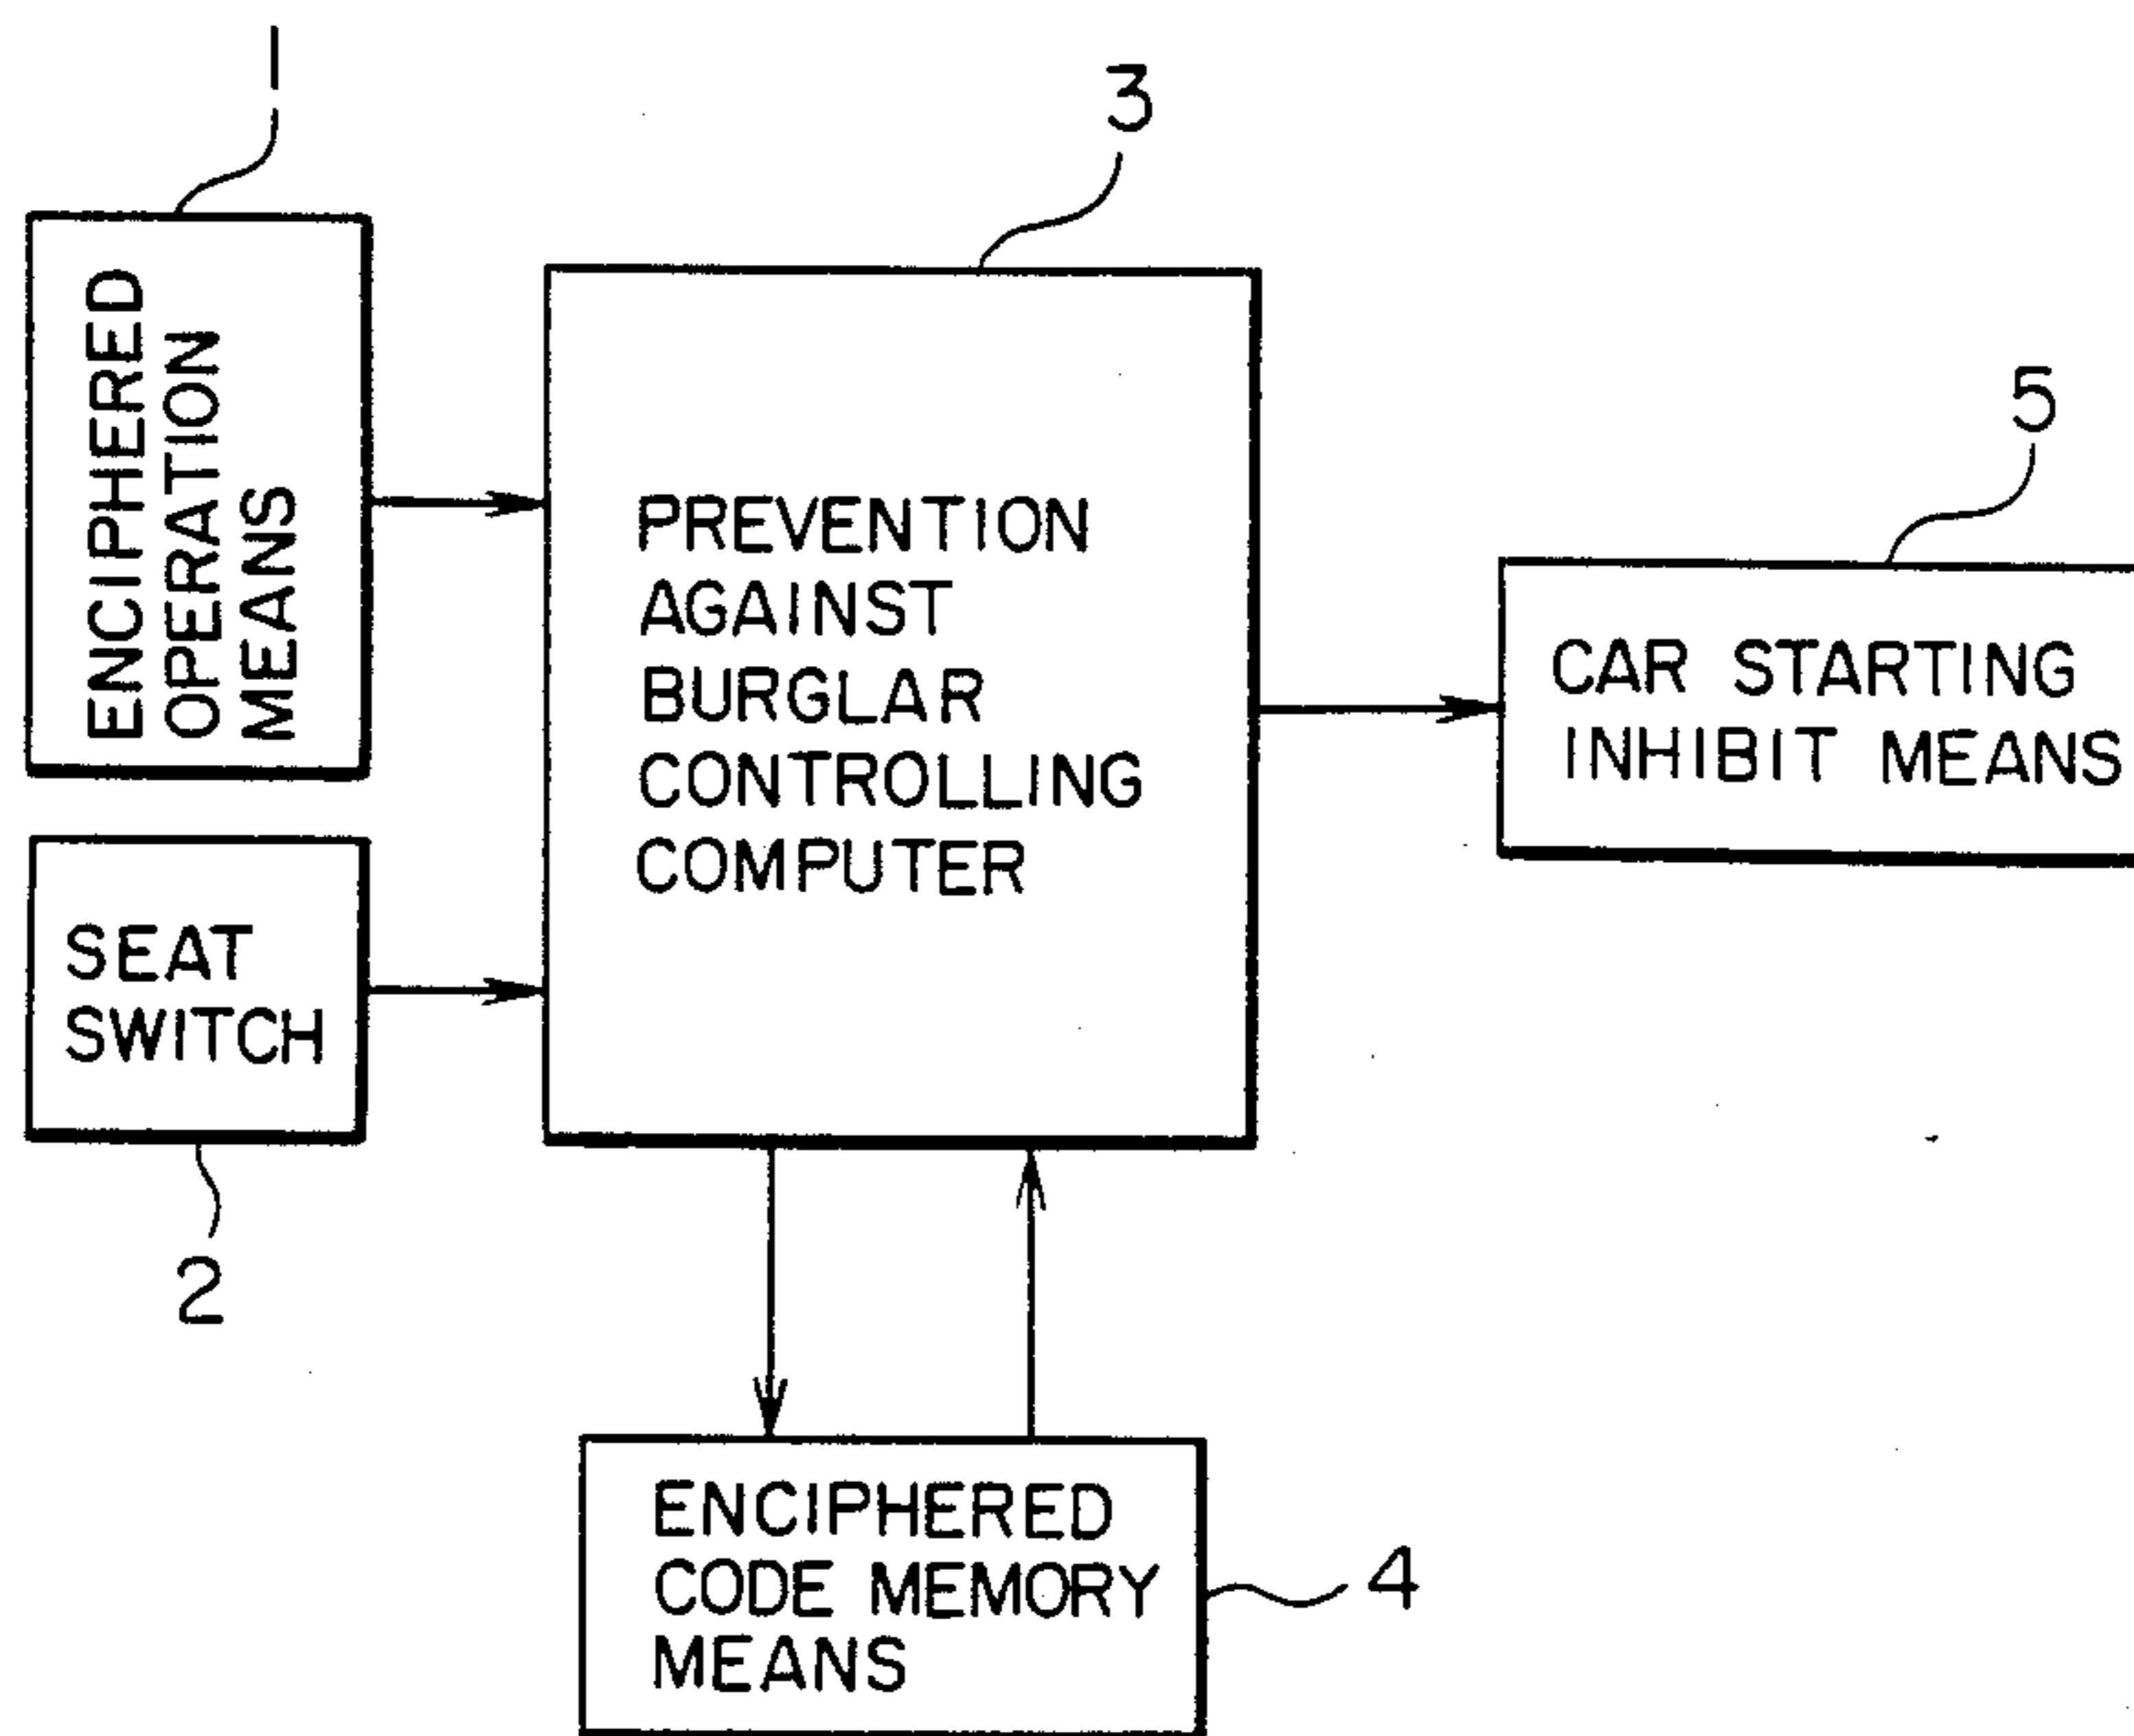 1
ENCIPHERED
OPERATION
MEANS
SEAT
SWITCH
2
3
PREVENTION
AGAINST
BURGLAR
CONTROLLING
COMPUTER
ENCIPHERED
CODE MEMORY
MEANS
4
5
CAR STARTING
INHIBIT MEANS